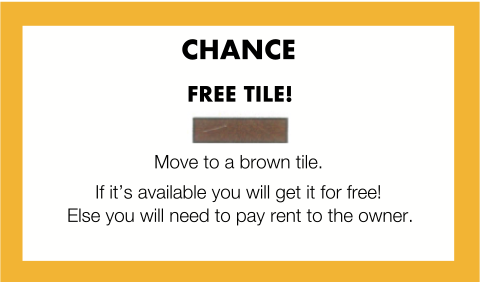 CHANCE
FREE TILE!
Move to a brown tile.
If it's available you will get it for free!
Else you will need to pay rent to the owner.